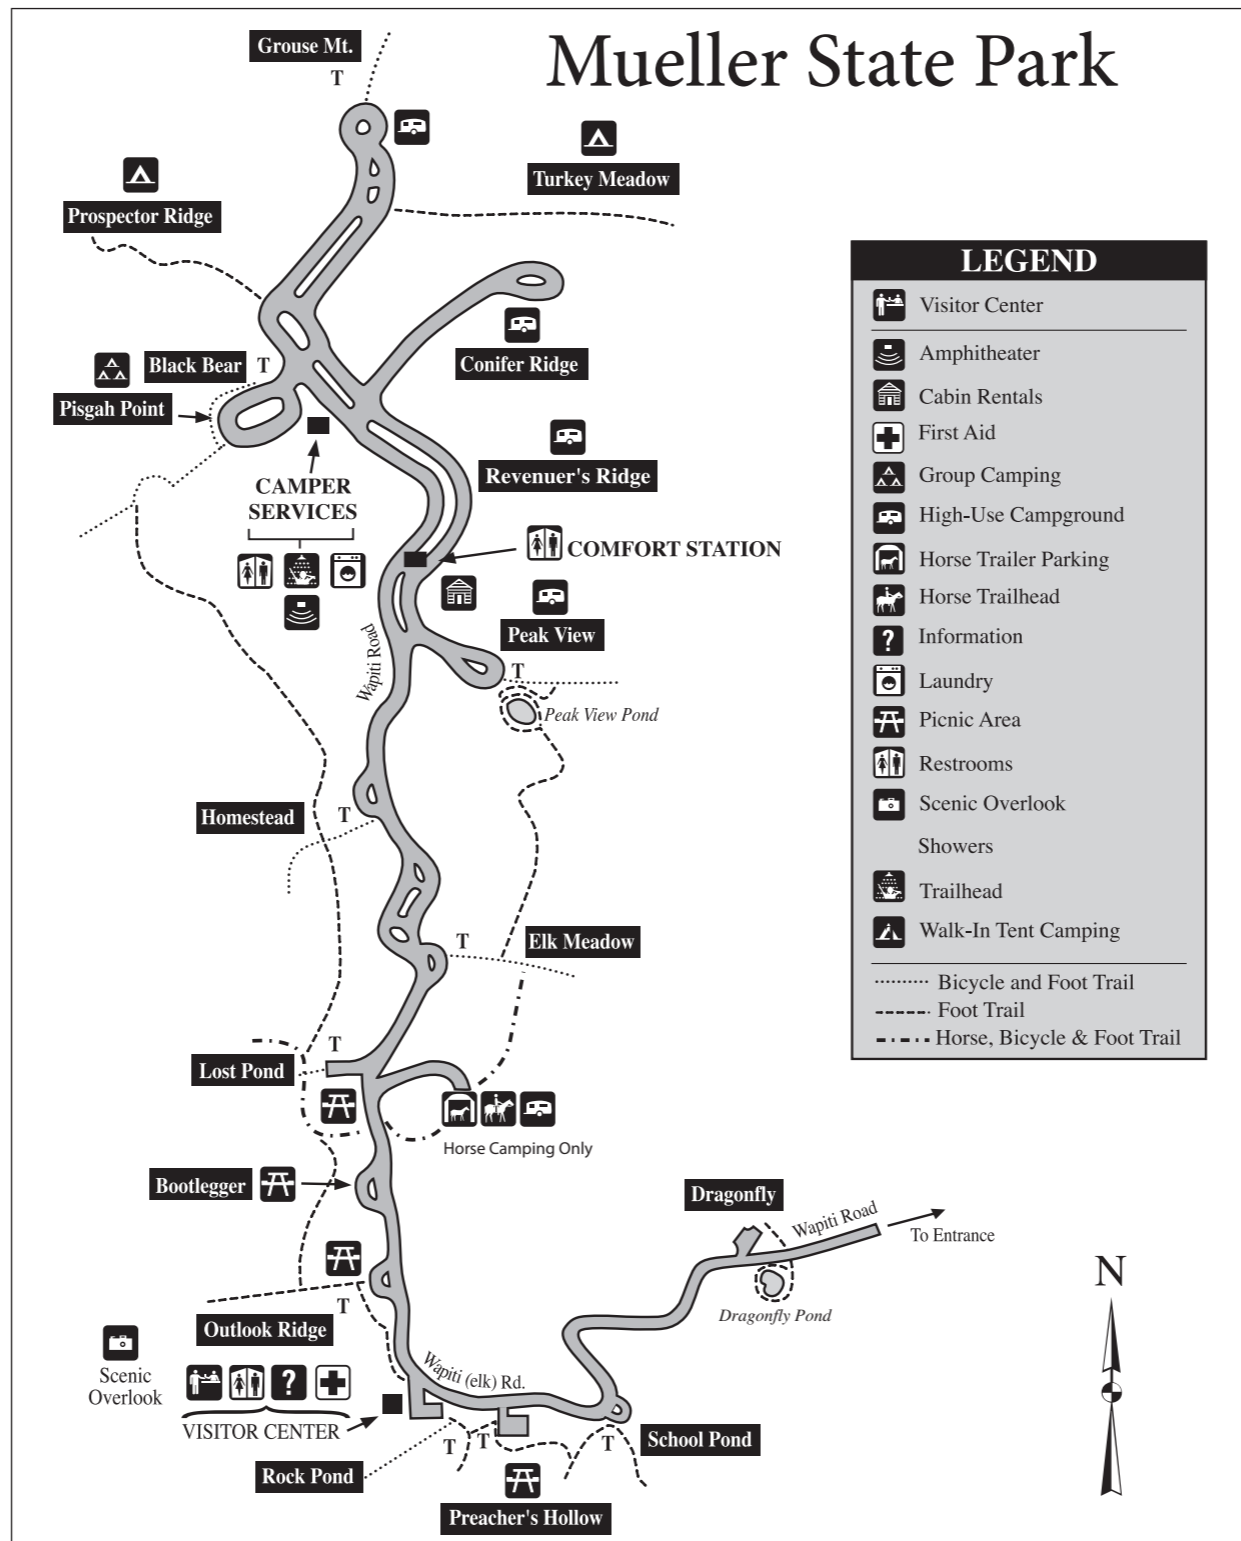 Mueller State Park
Grouse Mt.
T
Turkey Meadow
Prospector Ridge
Conifer Ridge
Black Bear
T
Pisgah Point
Revenuer's Ridge
CAMPER
SERVICES
COMFORT STATION
Peak View
T
Wapiti Road
Peak View Pond
Homestead
T
Elk Meadow
T
Lost Pond
T
Horse Camping Only
Bootlegger
Dragonfly
Wapiti Road
To Entrance
Dragonfly Pond
T
Outlook Ridge
Scenic
Overlook
?
VISITOR CENTER
Wapiti (elk) Rd.
School Pond
T
T
T
Rock Pond
Preacher's Hollow
LEGEND
Visitor Center
Amphitheater
Cabin Rentals
First Aid
Group Camping
High-Use Campground
Horse Trailer Parking
Horse Trailhead
? Information
Laundry
Picnic Area
Restrooms
Scenic Overlook
Showers
Trailhead
Walk-In Tent Camping
Bicycle and Foot Trail
Foot Trail
Horse, Bicycle & Foot Trail
N